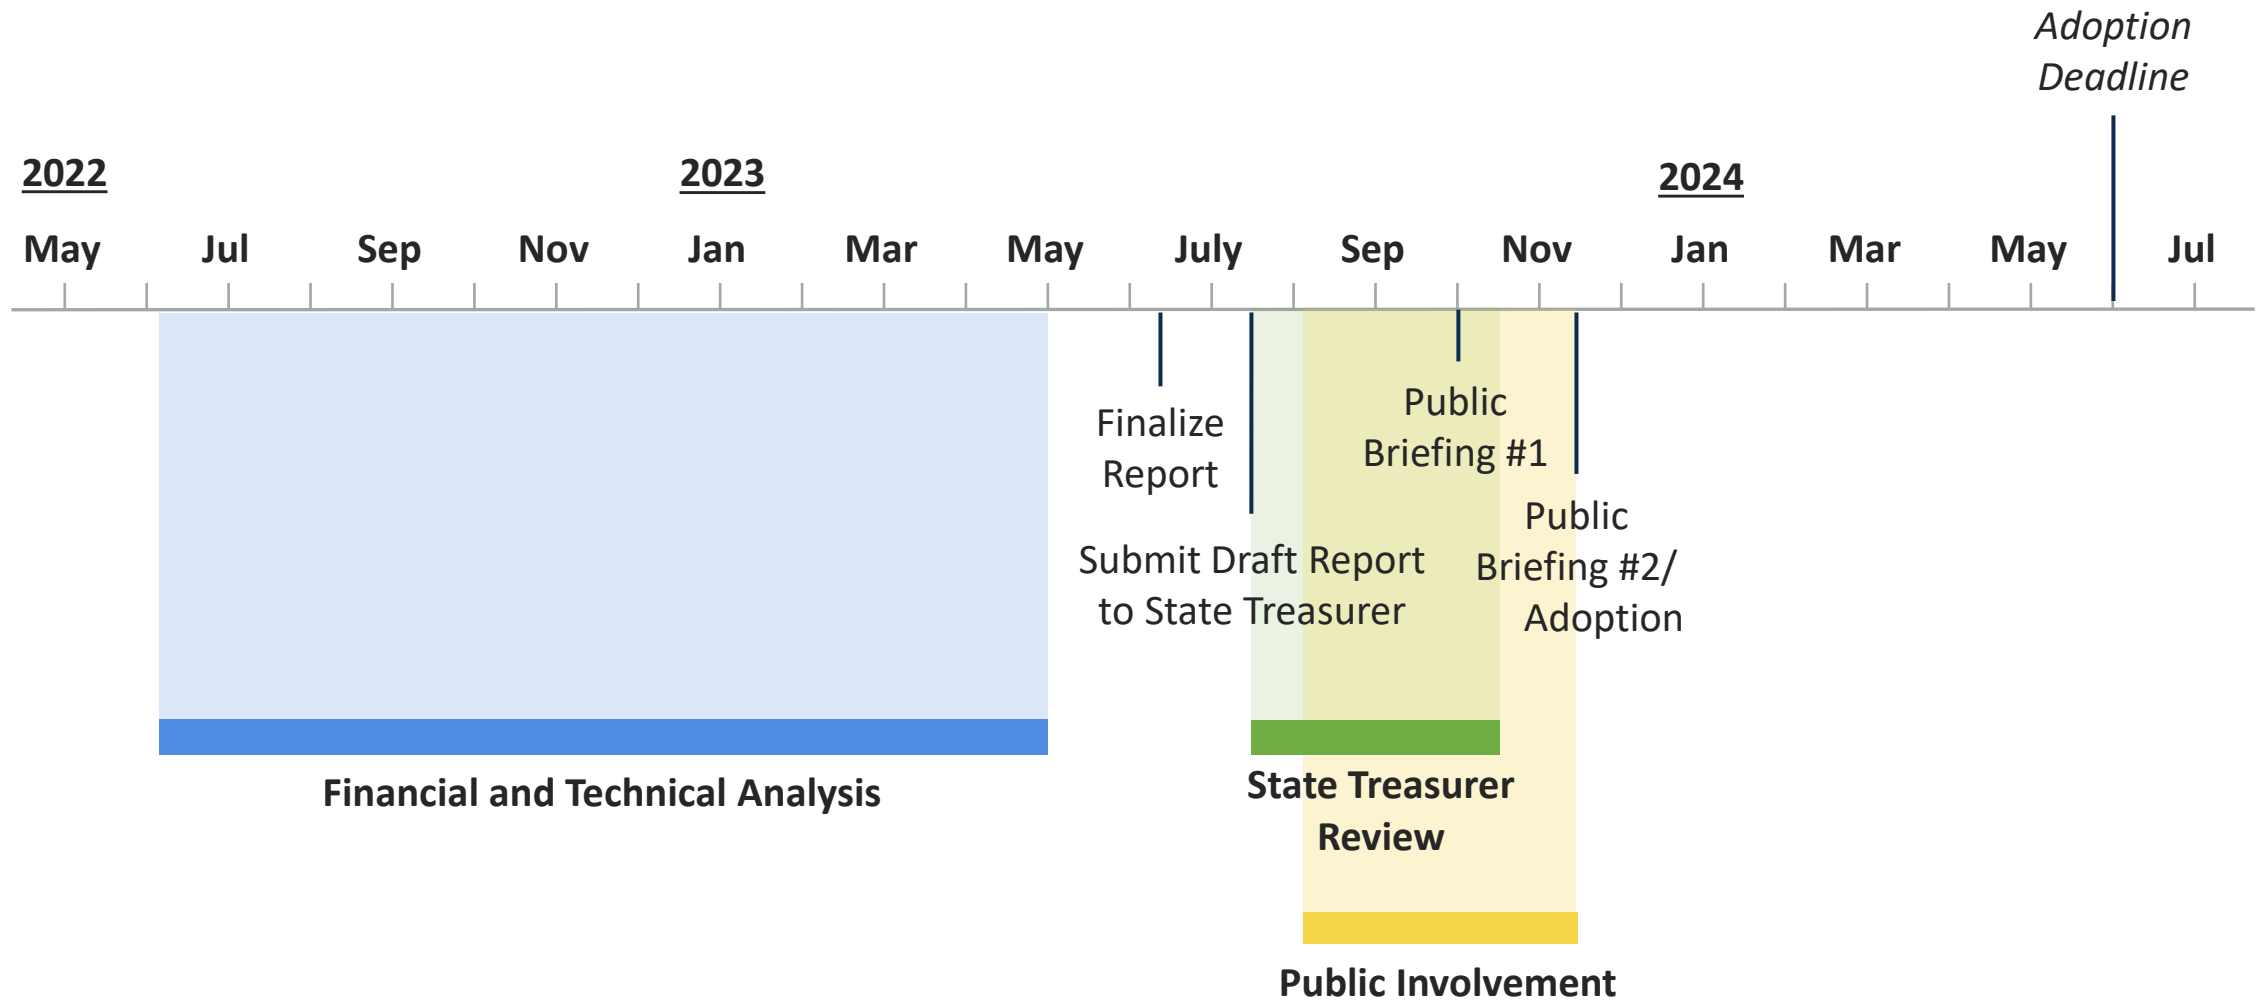 Adoption
Deadline
2022
2023
2024
May
Jul
Sep
Nov
Jan
Mar
May
July
Sep
Nov
Jan
Mar
May
Jul
Finalize
Report
Submit Draft Report
to State Treasurer
Public
Briefing #1
Public
Briefing #2/
Adoption
Financial and Technical Analysis
State Treasurer
Review
Public Involvement